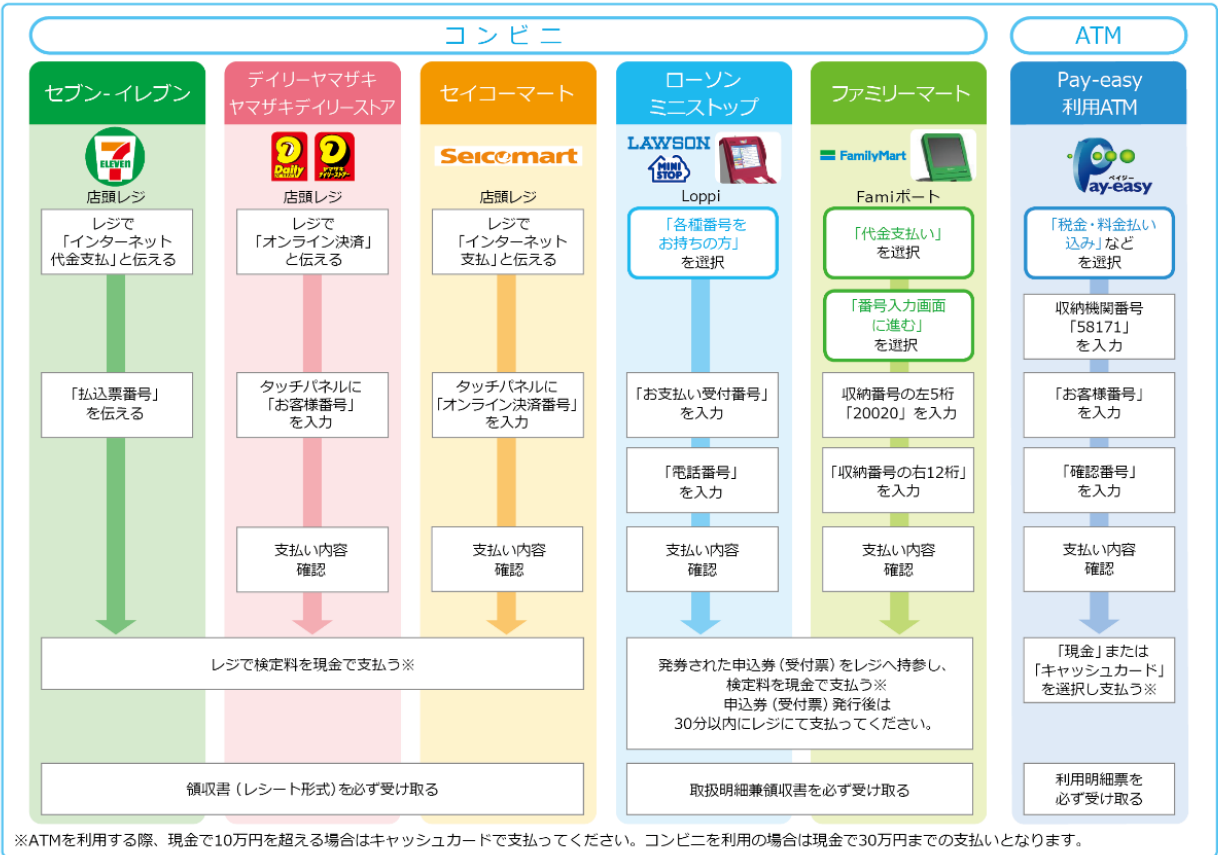 コンビニ
ATM
セブン-イレブン
デイリーヤマザキ
ヤマザキデイリーストア
セイコーマート
ローソン
ミニストップ
ファミリーマート
Pay-easy
利用ATM
7
ELEVEN
店頭レジ
レジで
「インターネット
代金支払」と伝える
「払込票番号」
を伝える
Daily
店頭レジ
レジで
「オンライン決済」
と伝える
タッチパネルに
「お客様番号」
を入力
支払い内容
確認
Seicomart
店頭レジ
レジで
「インターネット
支払」と伝える
タッチパネルに
「オンライン決済番号」
を入力
支払い内容
確認
レジで検定料を現金で支払う※
領収書（レシート形式）を必ず受け取る
LAWSON
MINI
STOP
Loppi
「各種番号を
お持ちの方」
を選択
「お支払い受付番号」
を入力
「電話番号」
を入力
支払い内容
確認
FamilyMart
Famiポート
「代金支払い」
を選択
「番号入力画面
に進む」
を選択
収納番号の左5桁
「20020」を入力
「収納番号の右12桁」
を入力
支払い内容
確認
発券された申込券（受付票）をレジへ持参し、
検定料を現金で支払う※
申込券（受付票）発行後は
30分以内にレジにて支払ってください。
取扱明細兼領収書を必ず受け取る
ペイジー
Pay-easy
「税金・料金払い
込み」など
を選択
収納機関番号
「58171」
を入力
「お客様番号」
を入力
「確認番号」
を入力
支払い内容
確認
「現金」または
「キャッシュカード」
を選択し支払う※
利用明細票を
必ず受け取る
※ATMを利用する際、現金で10万円を超える場合はキャッシュカードで支払ってください。コンビニを利用の場合は現金で30万円までの支払いとなります。